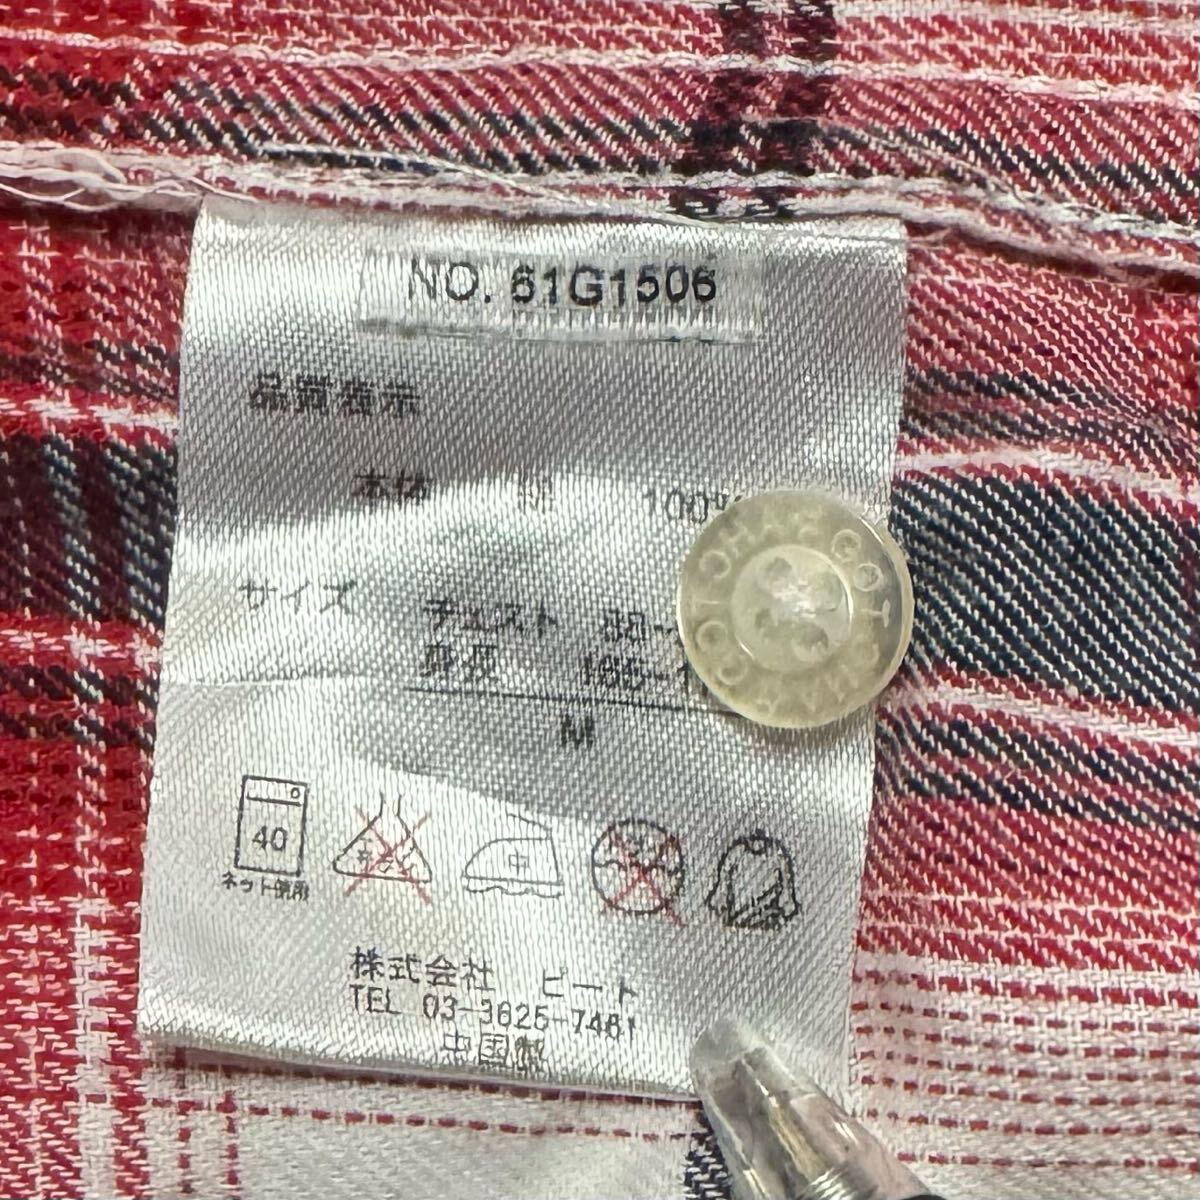 NO. 61G1506
品質表示
本体 綿 100%
サイズ
チェスト 88-
身長 165-1
M
40
中
ネット使用
株式会社 ピート
TEL 03-3625-7461
中国製